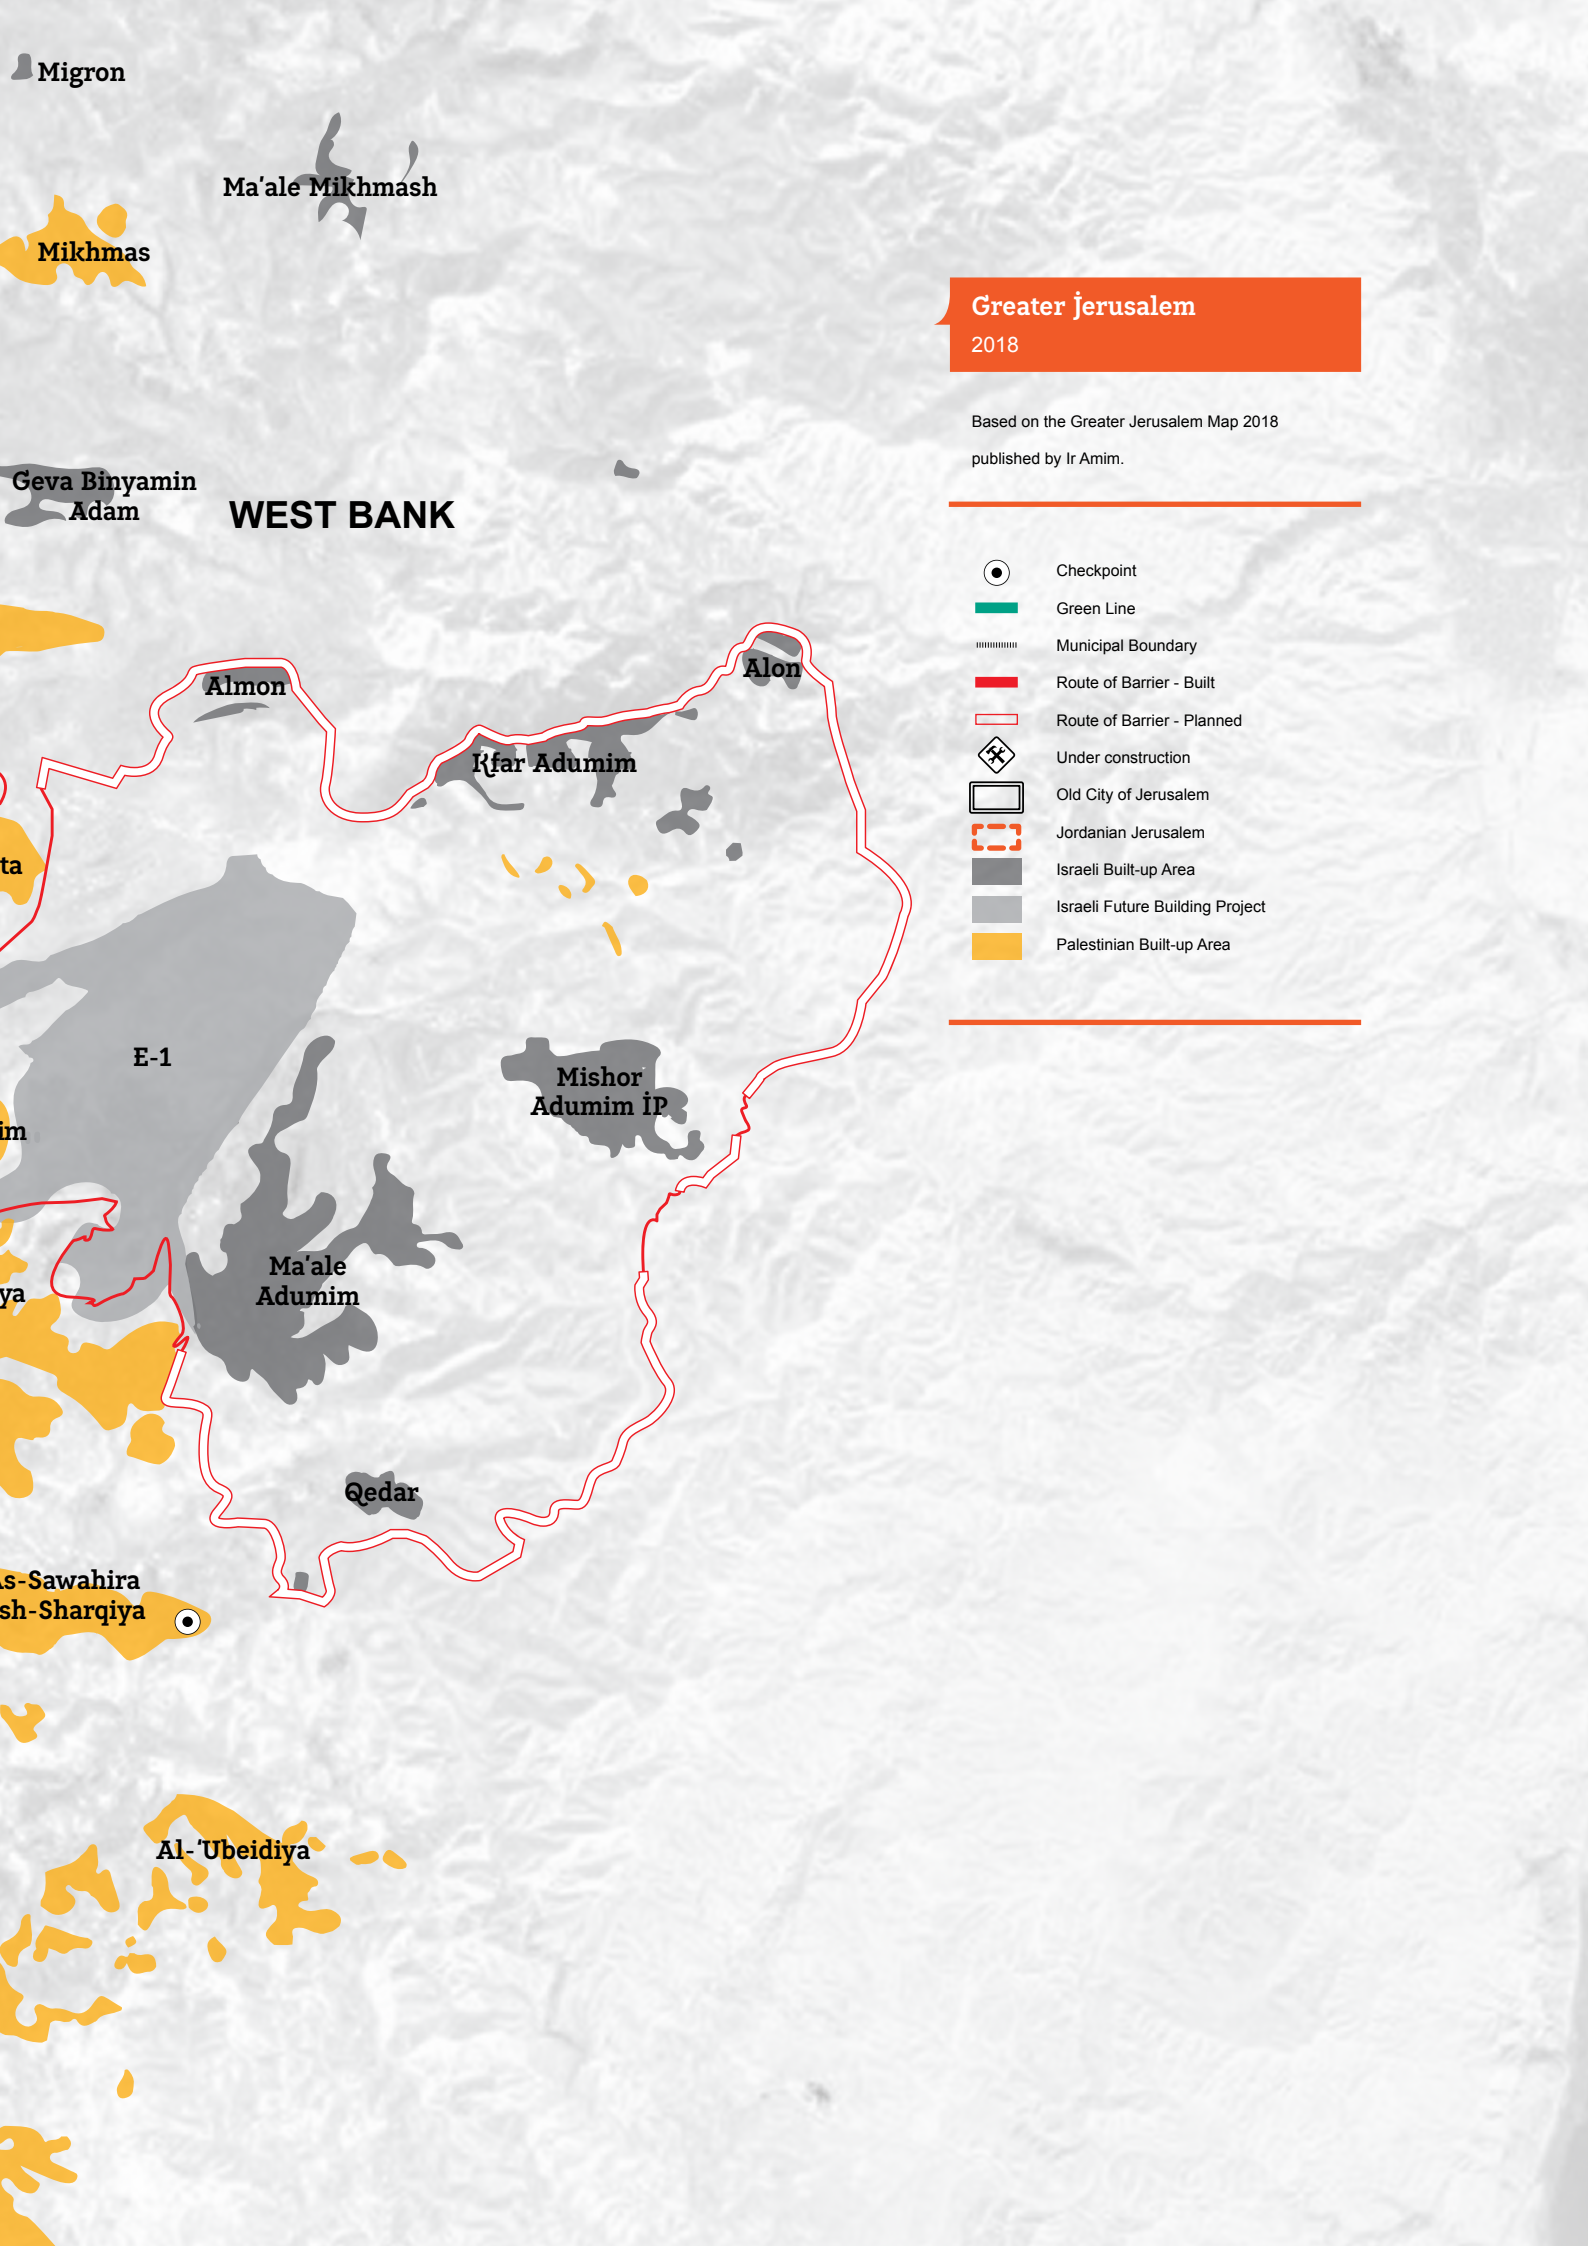 Migron
Ma'ale Mikhmash
Mikhmas
Greater Jerusalem
2018
Based on the Greater Jerusalem Map 2018
published by Ir Amim.
Geva Binyamin
Adam
WEST BANK
Checkpoint
Green Line
Municipal Boundary
Route of Barrier - Built
Route of Barrier - Planned
Under construction
Old City of Jerusalem
Jordanian Jerusalem
Israeli Built-up Area
Israeli Future Building Project
Palestinian Built-up Area
Almon
Alon
Kfar Adumim
ta
E-1
Mishor
Adumim IP
im
Ma'ale
Adumim
ya
Qedar
As-Sawahira
sh-Sharqiya
Al-'Ubeidiya